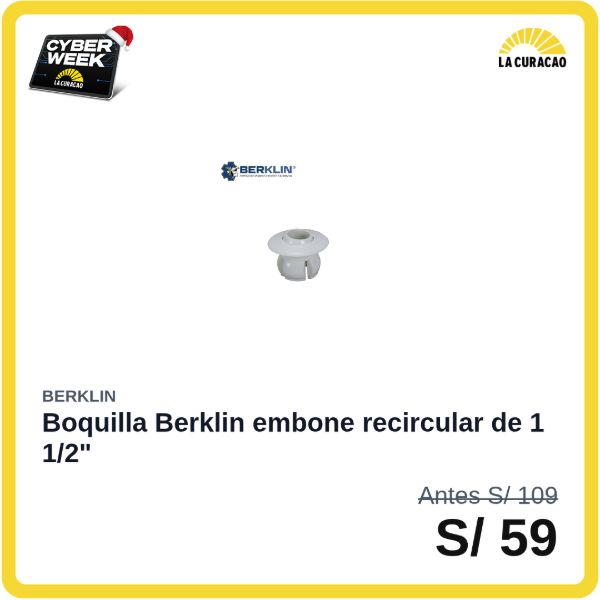 CYBER
WEEK
LA CURACAO
LA CURACAO
BERKLIN®
BERKLIN
Boquilla Berklin embone recircular de 1
1/2"
Antes S/ 109
S/ 59